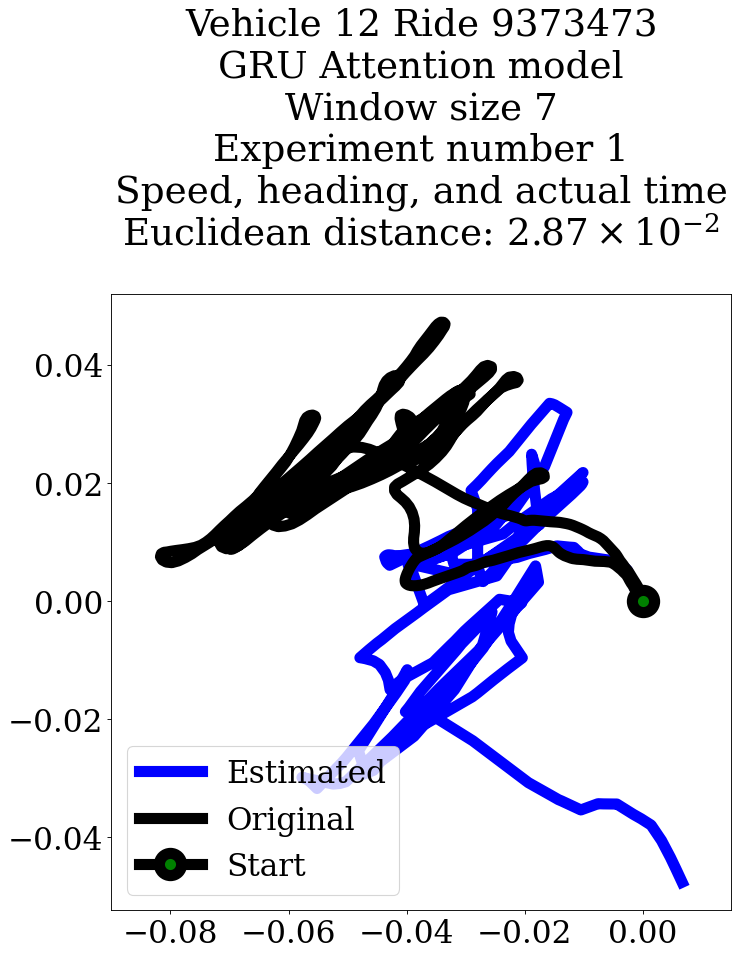 Vehicle 12 Ride 9373473
GRU Attention model
Window size 7
Experiment number 1
Speed, heading, and actual time
Euclidean distance: 2.87 × 10⁻²
0.04
0.02
0.00
−0.02
−0.04
Estimated
Original
Start
−0.08 −0.06 −0.04 −0.02 0.00